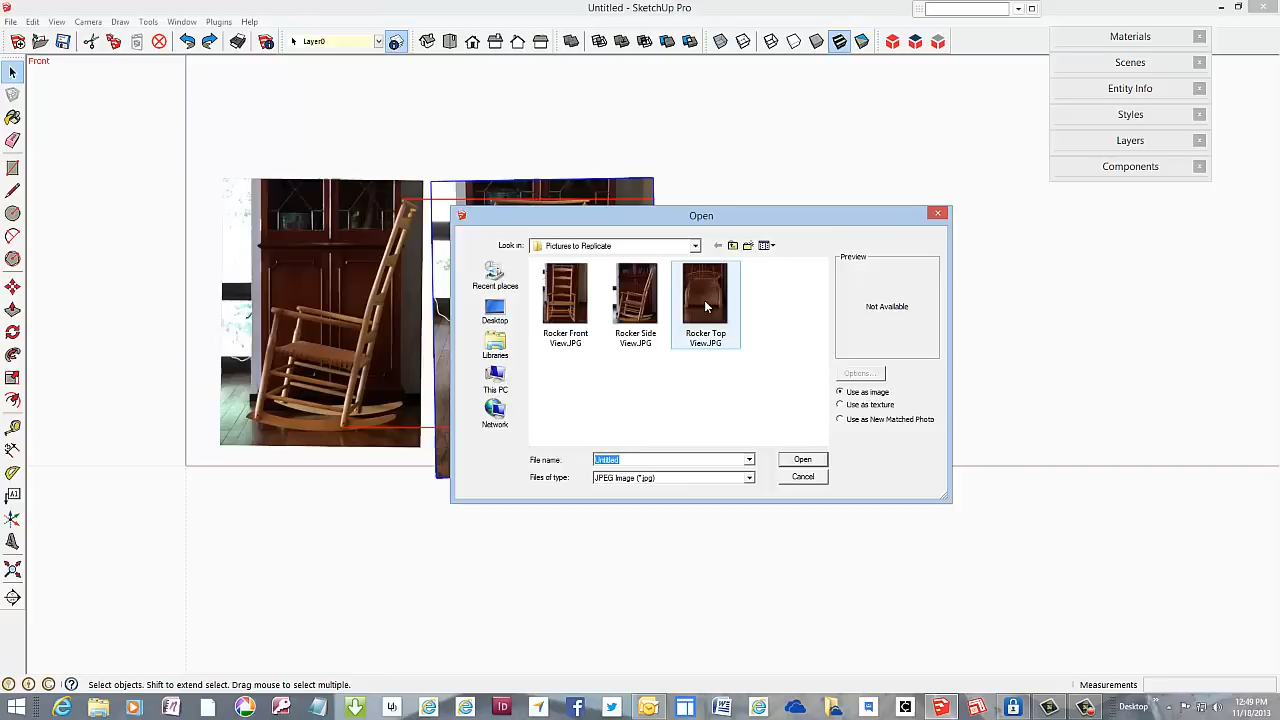 Untitled - SketchUp Pro
File Edit View Camera Draw Tools Window Plugins Help
Layer0
Front
Materials
Scenes
Entity Info
Styles
Layers
Components
Open
Look in: Pictures to Replicate
Recent places
Desktop
Libraries
This PC
Network
Rocker Front View.JPG
Rocker Side View.JPG
Rocker Top View.JPG
Preview
Not Available
Options...
Use as image
Use as texture
Use as New Matched Photo
File name: Untitled Open
Files of type: JPEG Image (*.jpg) Cancel
Select objects. Shift to extend select. Drag mouse to select multiple.
Measurements
Desktop
12:49 PM
11/18/2013